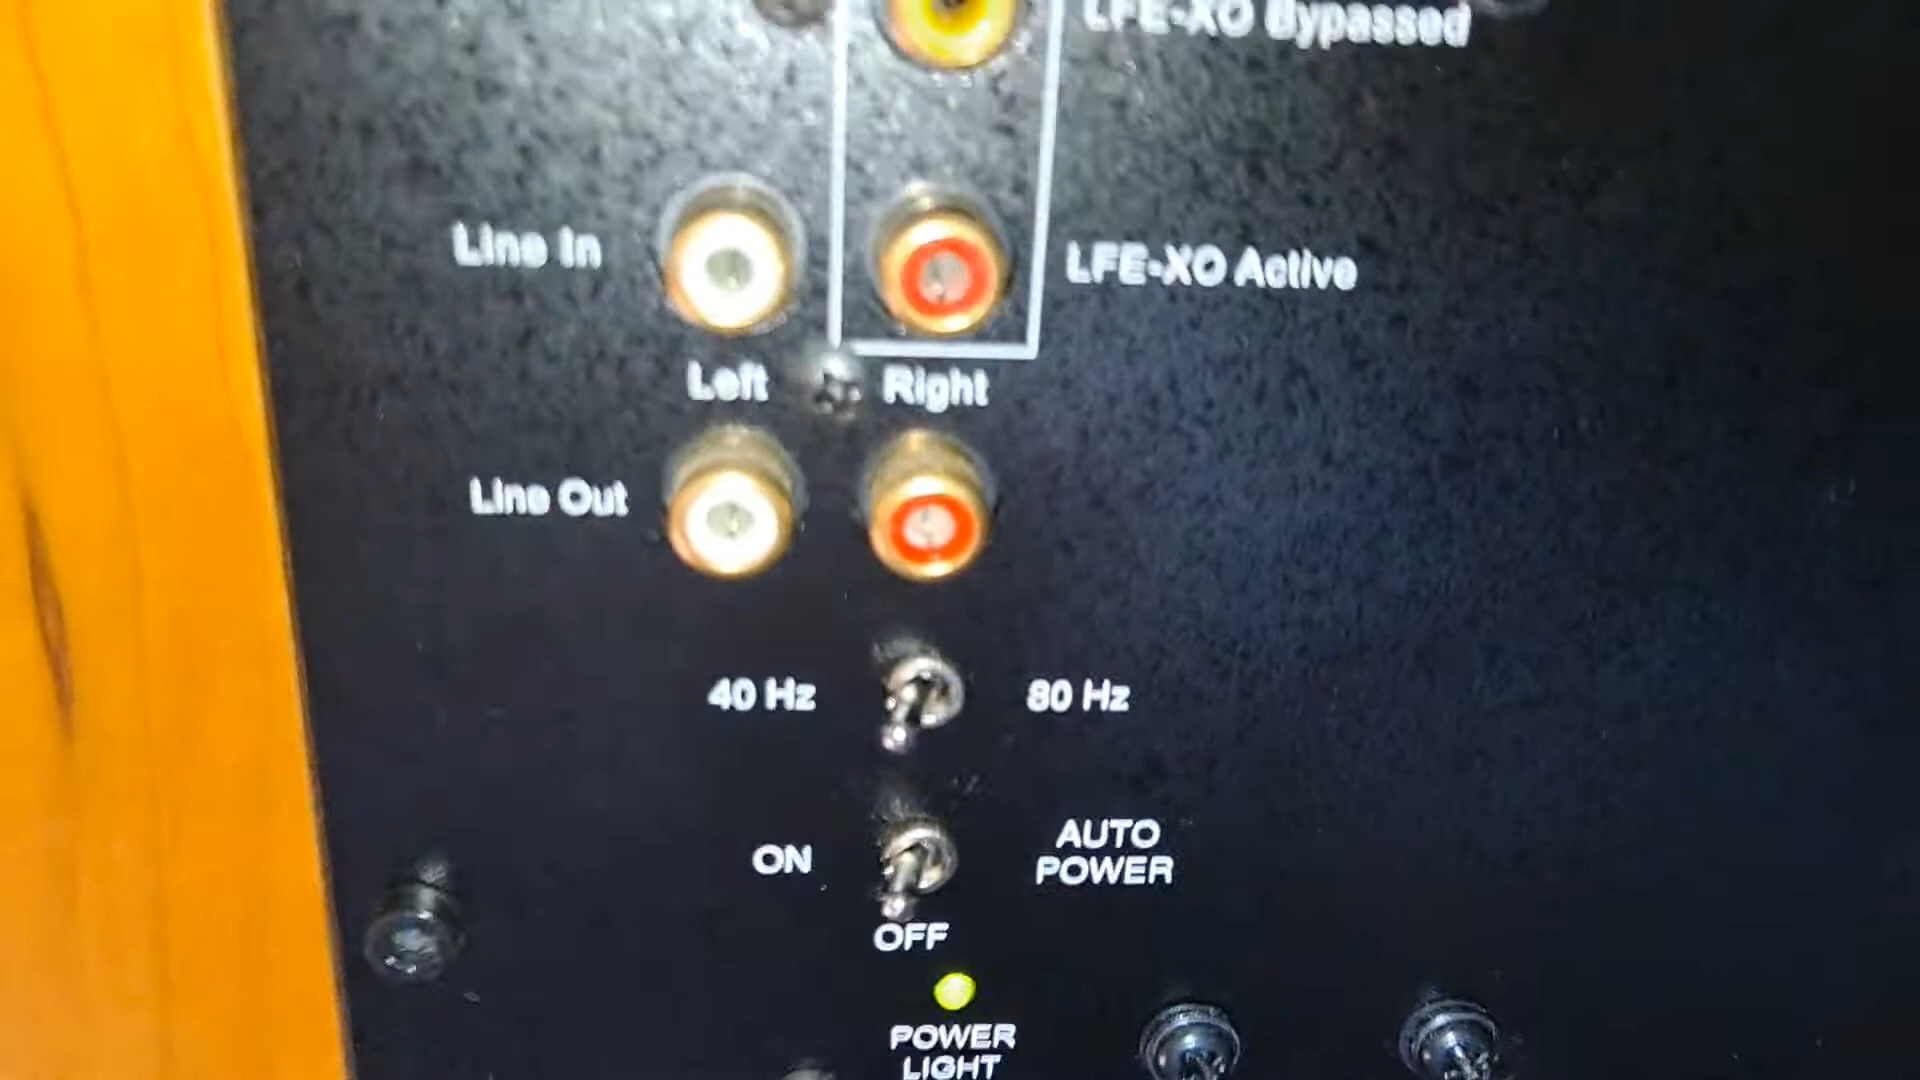 LFE-XO Bypassed
Line In
LFE-XO Active
Left Right
Line Out
40 Hz 80 Hz
ON AUTO POWER
OFF
POWER
LIGHT